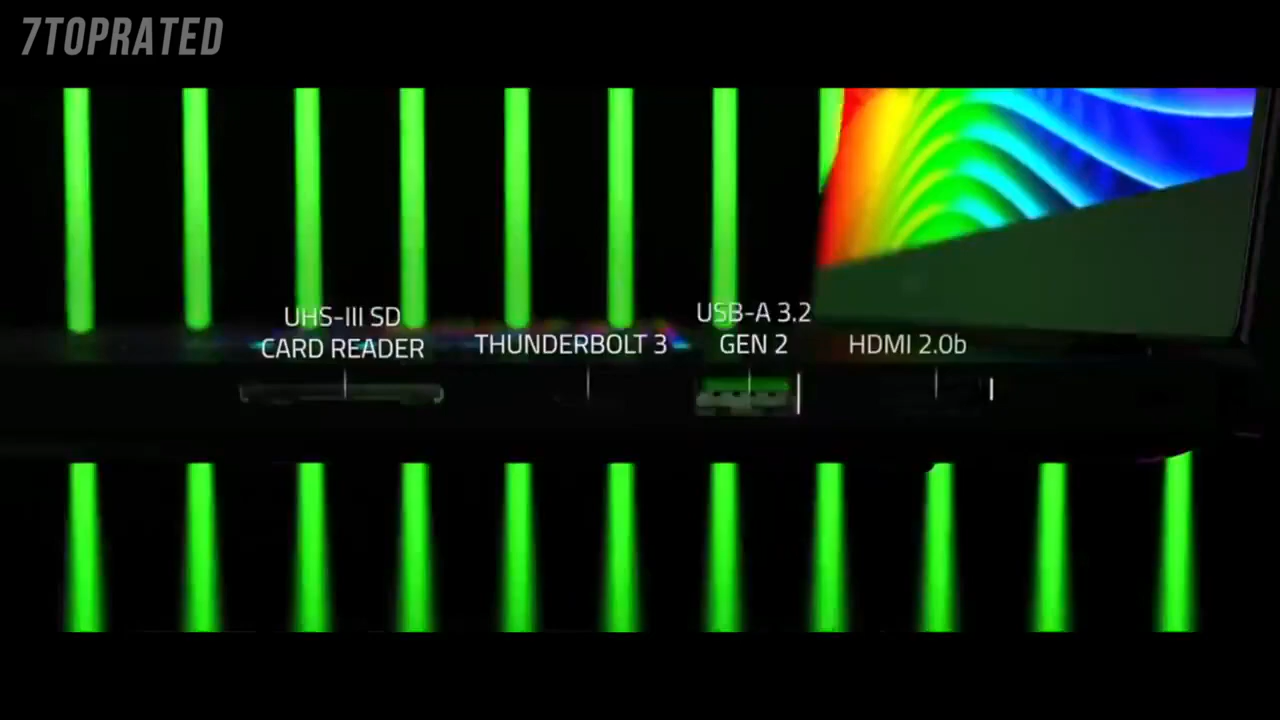 7TOPRATED
UHS-III SD
CARD READER
THUNDERBOLT 3
USB-A 3.2
GEN 2
HDMI 2.0b